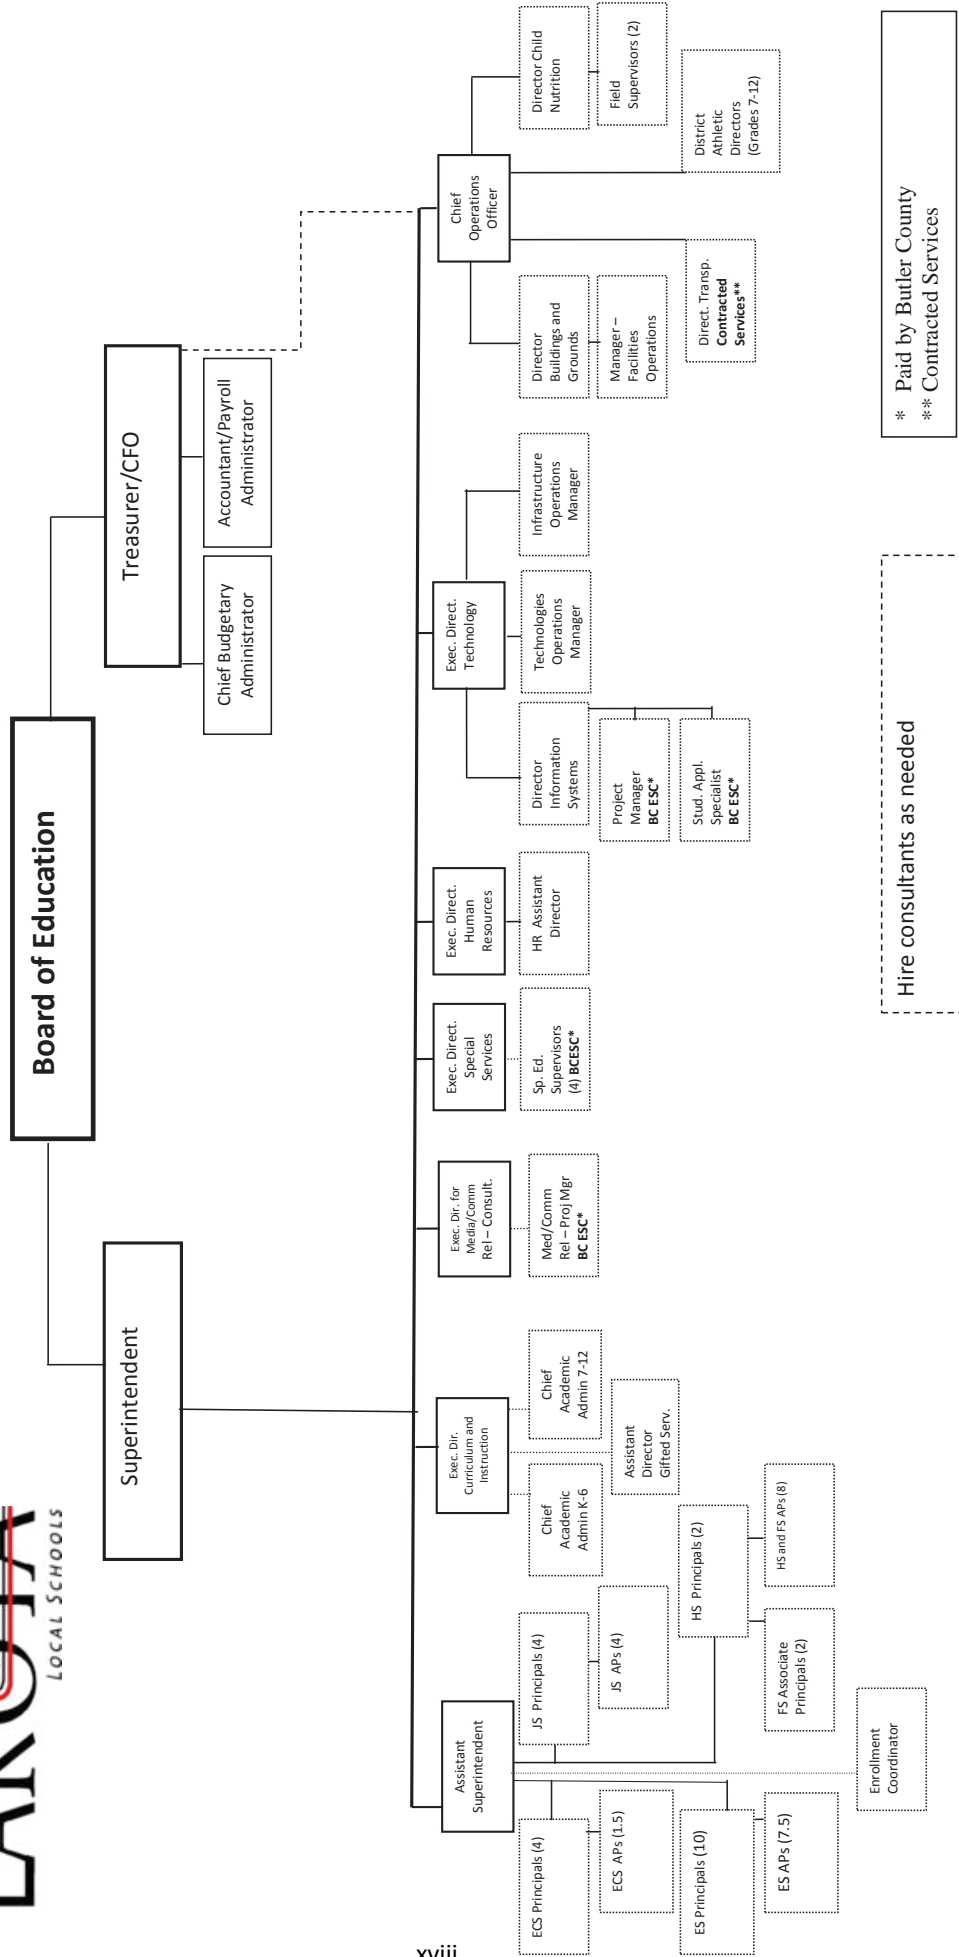 LAKOTA
LOCAL SCHOOLS
Board of Education
Superintendent
Treasurer/CFO
Chief Budgetary
Administrator
Accountant/Payroll
Administrator
Assistant
Superintendent
ECS Principals (4)
ECS APs (1.5)
ES Principals (10)
ES APs (7.5)
JS Principals (4)
JS APs (4)
HS Principals (2)
FS Associate
Principals (2)
HS and FS APs (8)
Enrollment
Coordinator
Exec. Dir.
Curriculum and
Instruction
Chief
Academic
Admin K-6
Chief
Academic
Admin 7-12
Assistant
Director
Gifted Serv.
Exec. Dir. for
Media/Comm
Rel – Consult.
Med/Comm
Rel – Proj Mgr
BC ESC*
Exec. Direct.
Special
Services
Sp. Ed.
Supervisors
(4) BCESC*
Exec. Direct.
Human
Resources
HR Assistant
Director
Exec. Direct.
Technology
Director
Information
Systems
Project
Manager
BC ESC*
Stud. Appl.
Specialist
BC ESC*
Technologies
Operations
Manager
Infrastructure
Operations
Manager
Chief
Operations
Officer
Director
Buildings and
Grounds
Manager –
Facilities
Operations
Direct. Transp.
Contracted
Services**
Director Child
Nutrition
Field
Supervisors (2)
District
Athletic
Directors
(Grades 7-12)
Hire consultants as needed
* Paid by Butler County
** Contracted Services
xviii